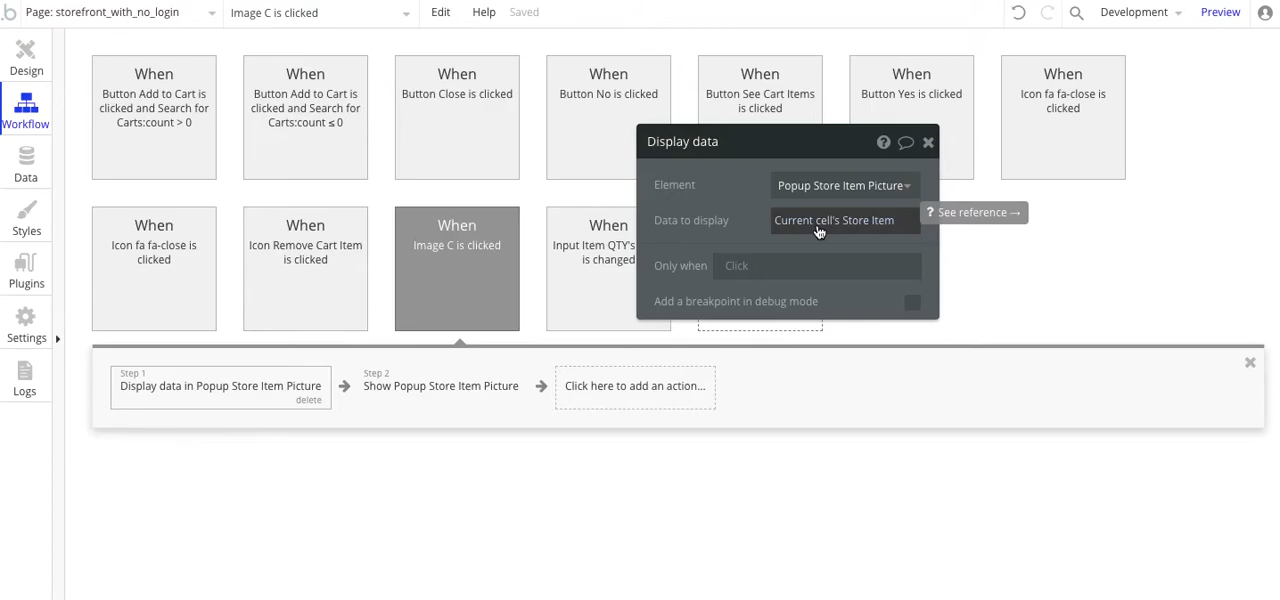 b Page: storefront_with_no_login Image C is clicked Edit Help Saved Development Preview
Design
Workflow
Data
Styles
Plugins
Settings
Logs
When
Button Add to Cart is
clicked and Search for
Carts:count > 0
When
Button Add to Cart is
clicked and Search for
Carts:count ≤ 0
When
Button Close is clicked
When
Button No is clicked
When
Button See Cart Items
is clicked
When
Button Yes is clicked
When
Icon fa fa-close is
clicked
When
Icon fa fa-close is
clicked
When
Icon Remove Cart Item
is clicked
When
Image C is clicked
When
Input Item QTY's
is changed
Display data
Element Popup Store Item Picture
Data to display Current cell's Store Item
? See reference →
Only when Click
Add a breakpoint in debug mode
Step 1
Display data in Popup Store Item Picture
delete
Step 2
Show Popup Store Item Picture
Click here to add an action...